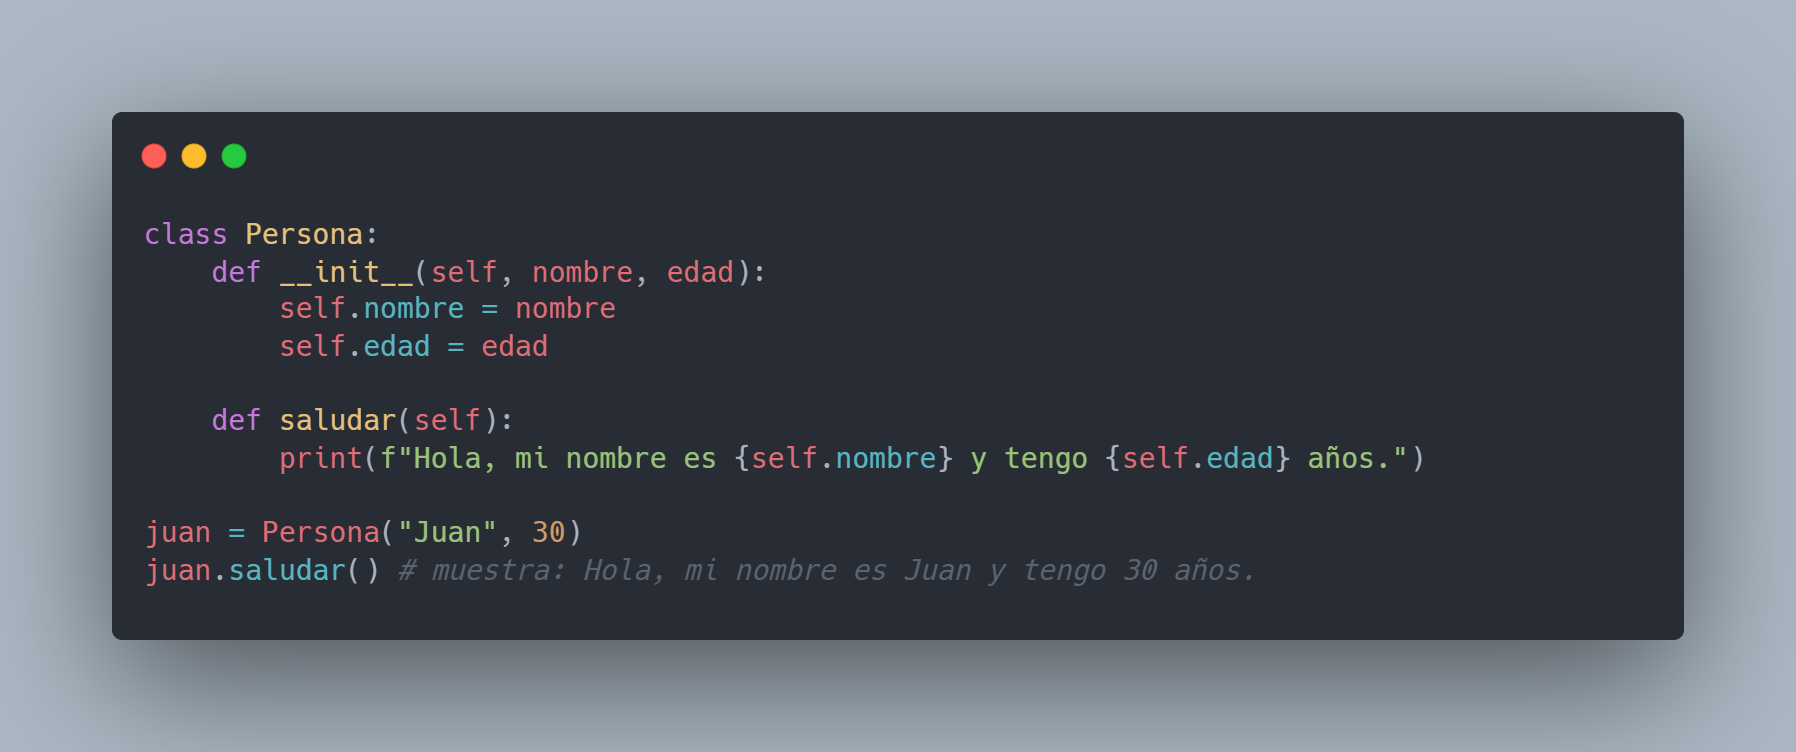 class Persona:
    def __init__(self, nombre, edad):
        self.nombre = nombre
        self.edad = edad

    def saludar(self):
        print(f"Hola, mi nombre es {self.nombre} y tengo {self.edad} años.")

juan = Persona("Juan", 30)
juan.saludar() # muestra: Hola, mi nombre es Juan y tengo 30 años.